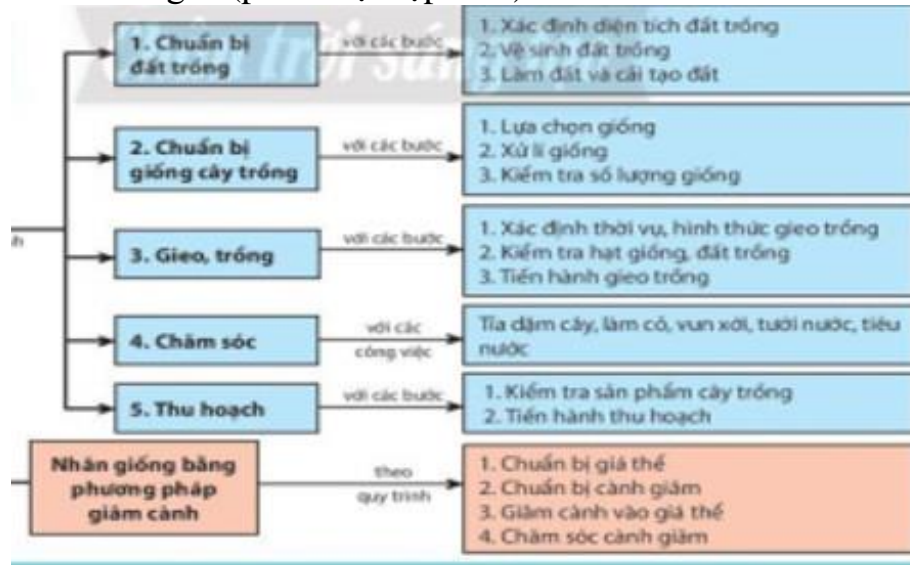 1. Chuẩn bị
đất trồng
với các bước
1. Xác định diện tích đất trồng
2. Vệ sinh đất trồng
3. Làm đất và cải tạo đất
2. Chuẩn bị
giống cây trồng
với các bước
1. Lựa chọn giống
2. Xử lí giống
3. Kiểm tra số lượng giống
3. Gieo, trồng
với các bước
1. Xác định thời vụ, hình thức gieo trồng
2. Kiểm tra hạt giống, đất trồng
3. Tiến hành gieo trồng
4. Chăm sóc
với các
công việc
Tỉa dặm cây, làm cỏ, vun xới, tưới nước, tiêu
nước
5. Thu hoạch
với các bước
1. Kiểm tra sản phẩm cây trồng
2. Tiến hành thu hoạch
Nhân giống bằng
phương pháp
giâm cành
theo
quy trình
1. Chuẩn bị giá thể
2. Chuẩn bị cành giâm
3. Giâm cành vào giá thể
4. Chăm sóc cành giâm